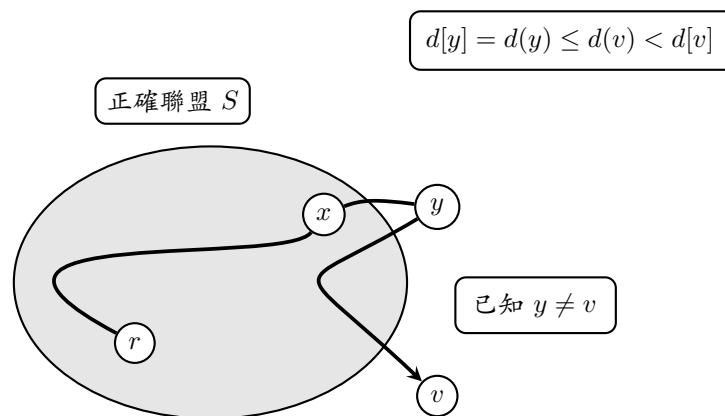 d[y] = d(y) ≤ d(v) < d[v]
正確聯盟 S
x
y
已知 y ≠ v
r
v